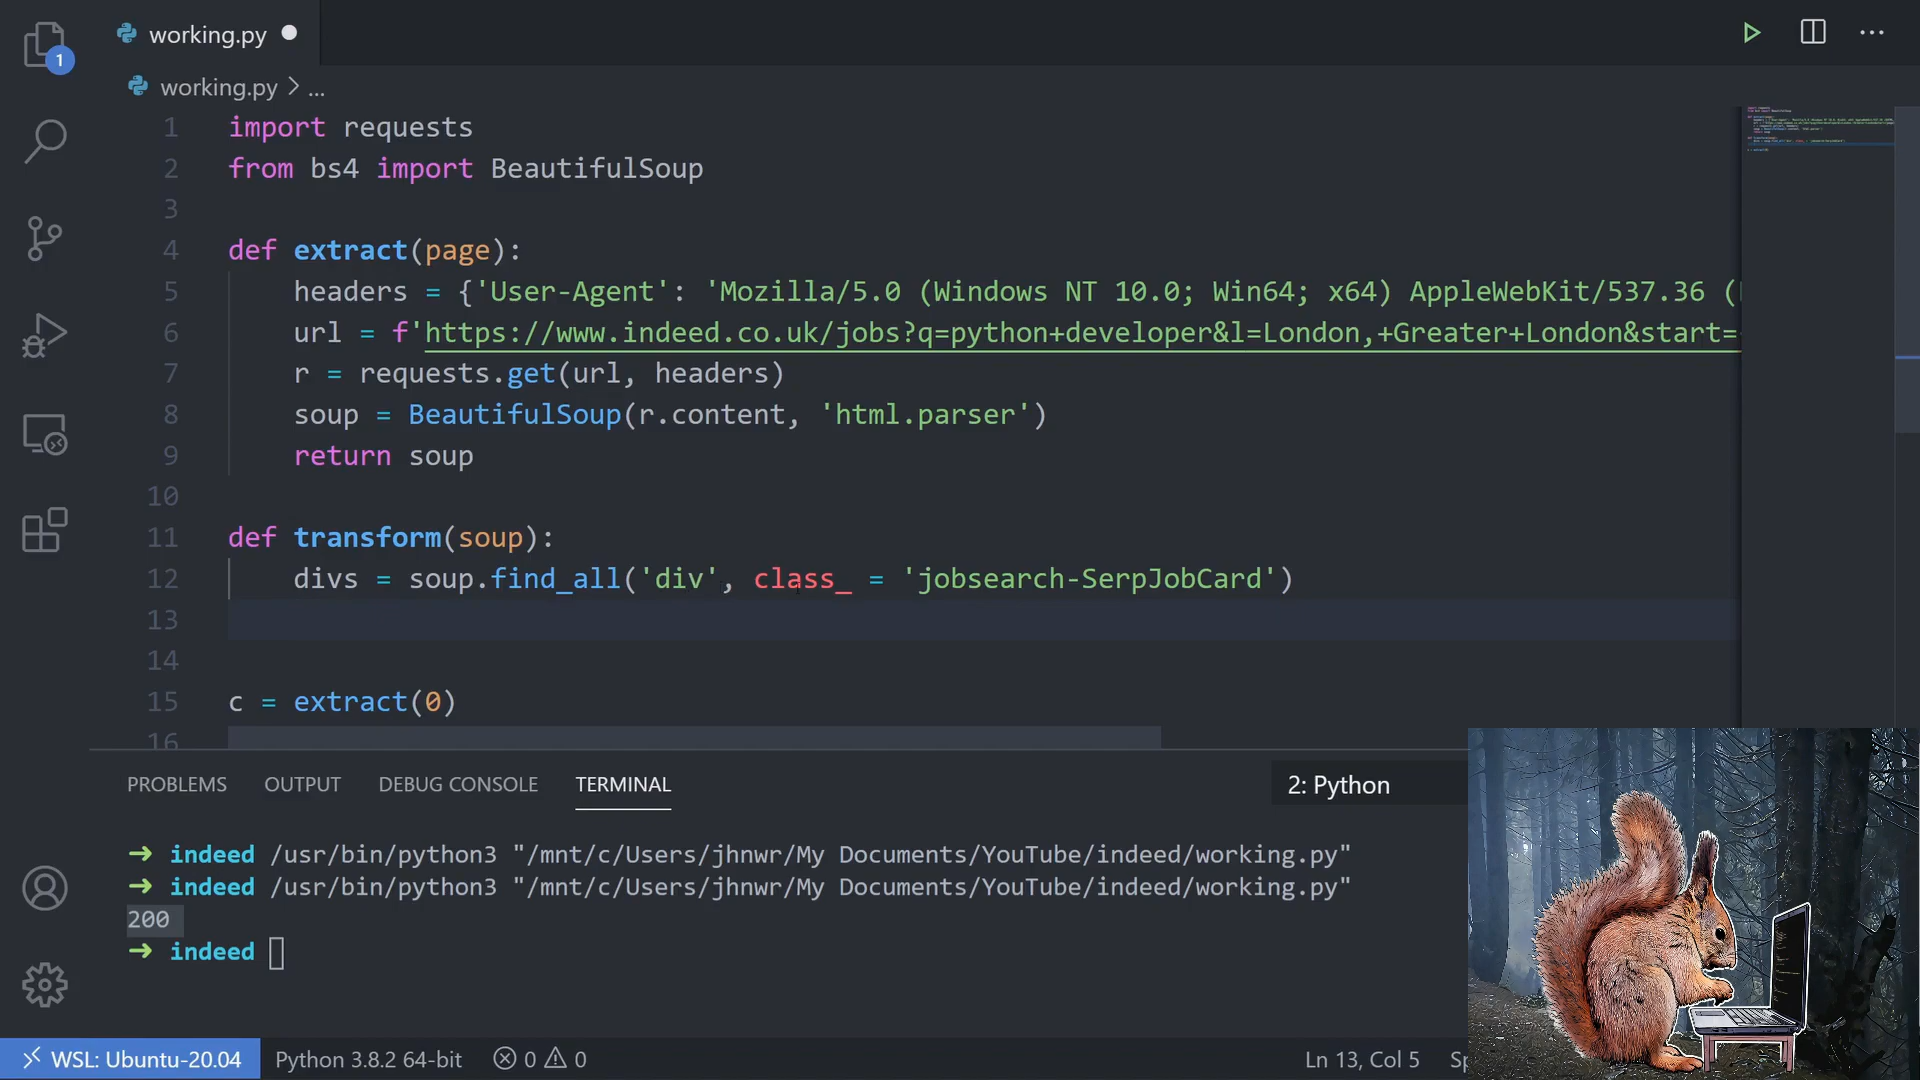 1
working.py
working.py > ...
1 import requests
2 from bs4 import BeautifulSoup
3
4 def extract(page):
5 headers = {'User-Agent': 'Mozilla/5.0 (Windows NT 10.0; Win64; x64) AppleWebKit/537.36 (
6 url = f'https://www.indeed.co.uk/jobs?q=python+developer&l=London,+Greater+London&start=
7 r = requests.get(url, headers)
8 soup = BeautifulSoup(r.content, 'html.parser')
9 return soup
10
11 def transform(soup):
12 divs = soup.find_all('div', class_ = 'jobsearch-SerpJobCard')
13
14
15 c = extract(0)
16
PROBLEMS OUTPUT DEBUG CONSOLE TERMINAL 2: Python
➜ indeed /usr/bin/python3 "/mnt/c/Users/jhnwr/My Documents/YouTube/indeed/working.py"
➜ indeed /usr/bin/python3 "/mnt/c/Users/jhnwr/My Documents/YouTube/indeed/working.py"
200
➜ indeed
WSL: Ubuntu-20.04 Python 3.8.2 64-bit 0 0 Ln 13, Col 5